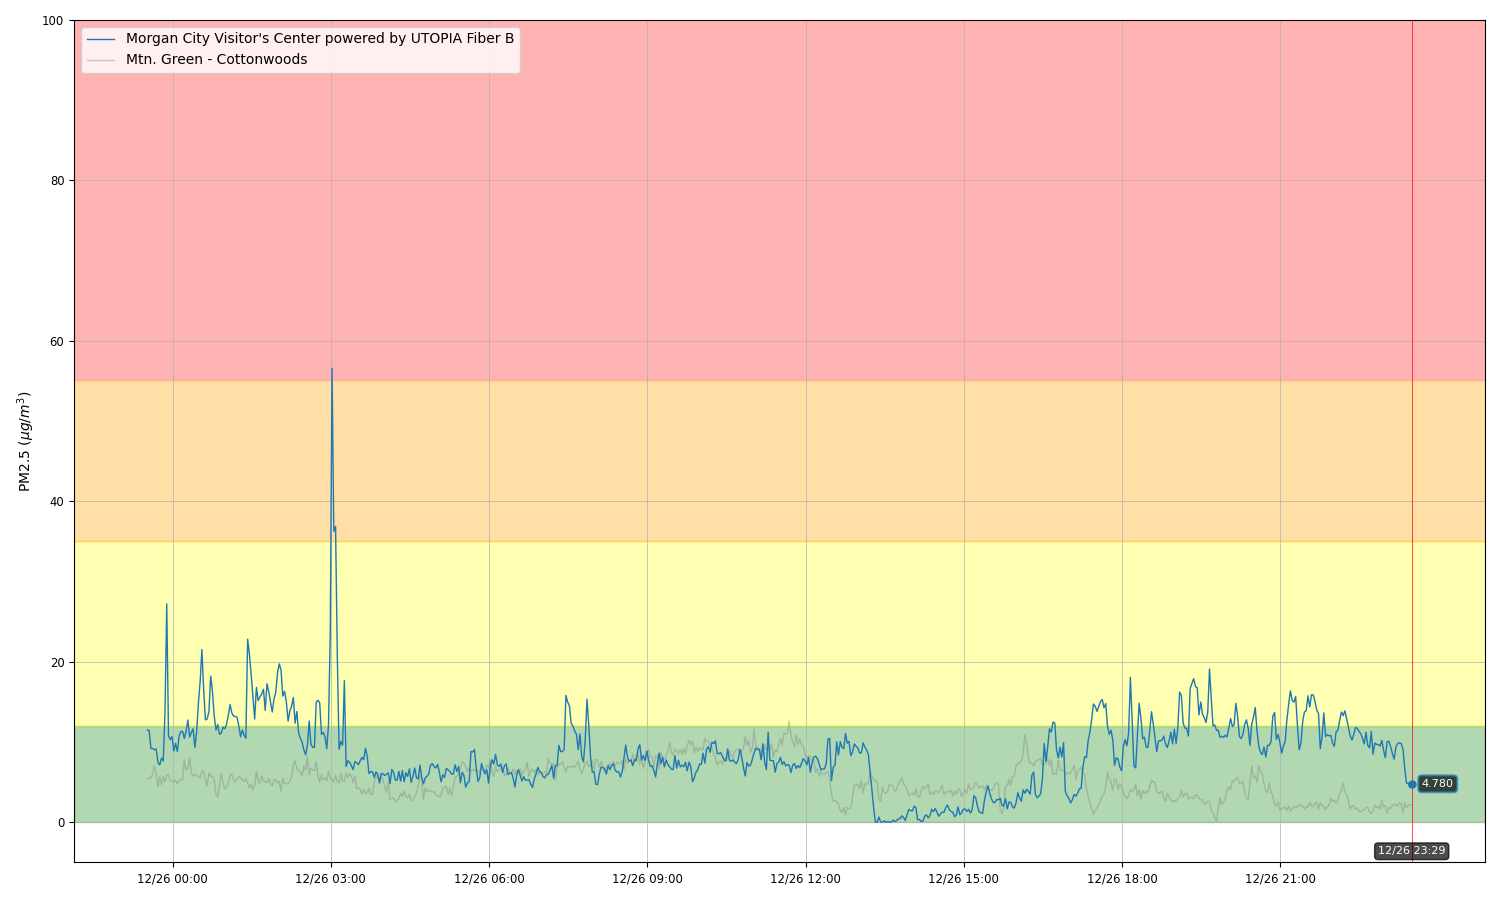 100
Morgan City Visitor's Center powered by UTOPIA Fiber B
Mtn. Green - Cottonwoods
80
60
PM2.5 (μg/m³)
40
20
4.780
0
12/26 23:29
12/26 00:00 12/26 03:00 12/26 06:00 12/26 09:00 12/26 12:00 12/26 15:00 12/26 18:00 12/26 21:00